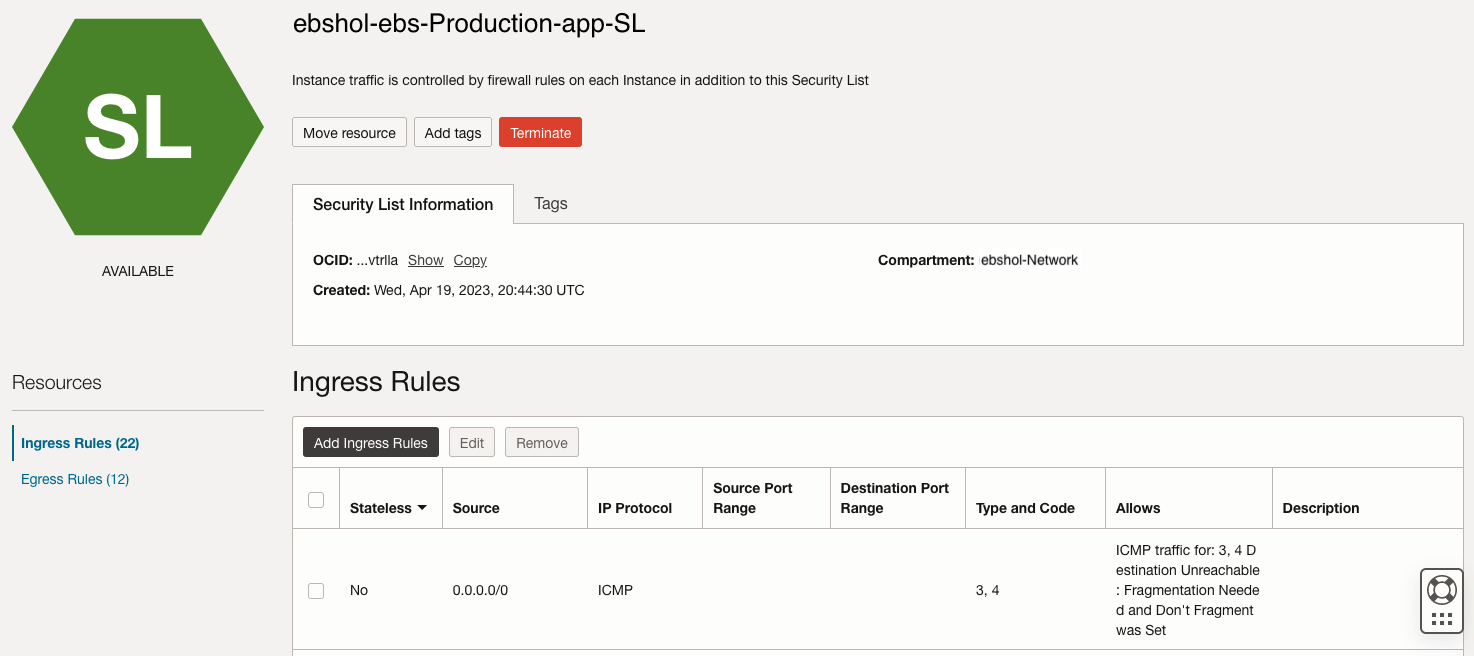 SL
AVAILABLE
ebshol-ebs-Production-app-SL
Instance traffic is controlled by firewall rules on each Instance in addition to this Security List
Move resource
Add tags
Terminate
Security List Information
Tags
OCID: ...vtrlla Show Copy
Compartment: ebshol-Network
Created: Wed, Apr 19, 2023, 20:44:30 UTC
Resources
Ingress Rules (22)
Egress Rules (12)
Ingress Rules
Add Ingress Rules
Edit
Remove
Stateless
Source
IP Protocol
Source Port
Range
Destination Port
Range
Type and Code
Allows
Description
No
0.0.0.0/0
ICMP
3, 4
ICMP traffic for: 3, 4 D
estination Unreachable
: Fragmentation Neede
d and Don't Fragment
was Set